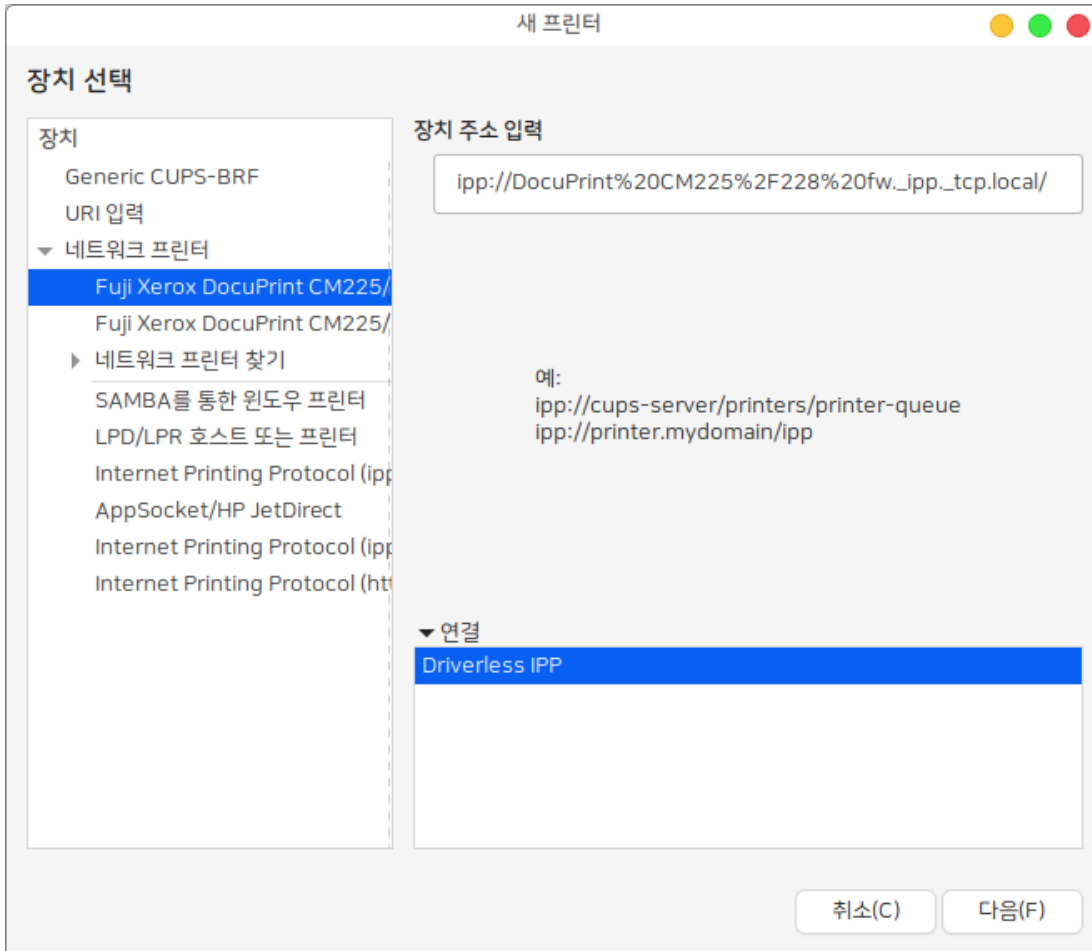 새 프린터
장치 선택
장치
Generic CUPS-BRF
URI 입력
네트워크 프린터
Fuji Xerox DocuPrint CM225/
Fuji Xerox DocuPrint CM225/
네트워크 프린터 찾기
SAMBA를 통한 윈도우 프린터
LPD/LPR 호스트 또는 프린터
Internet Printing Protocol (ipp
AppSocket/HP JetDirect
Internet Printing Protocol (ipp
Internet Printing Protocol (htt
장치 주소 입력
ipp://DocuPrint%20CM225%2F228%20fw._ipp._tcp.local/
예:
ipp://cups-server/printers/printer-queue
ipp://printer.mydomain/ipp
연결
Driverless IPP
취소(C) 다음(F)